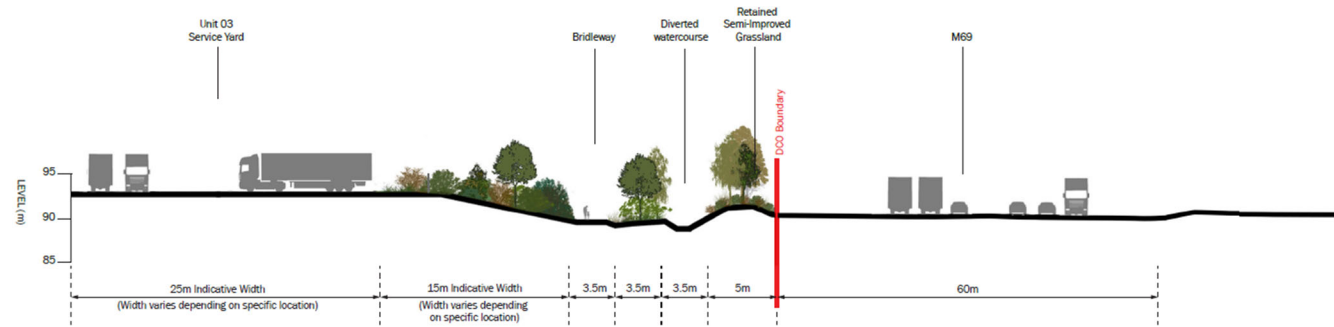 Unit 03
Service Yard
Bridleway
Diverted
watercourse
Retained
Semi-Improved
Grassland
M69
DCO Boundary
LEVEL (m)
95
90
85
25m Indicative Width
(Width varies depending on specific location)
15m Indicative Width
(Width varies depending
on specific location)
3.5m
3.5m
3.5m
5m
60m